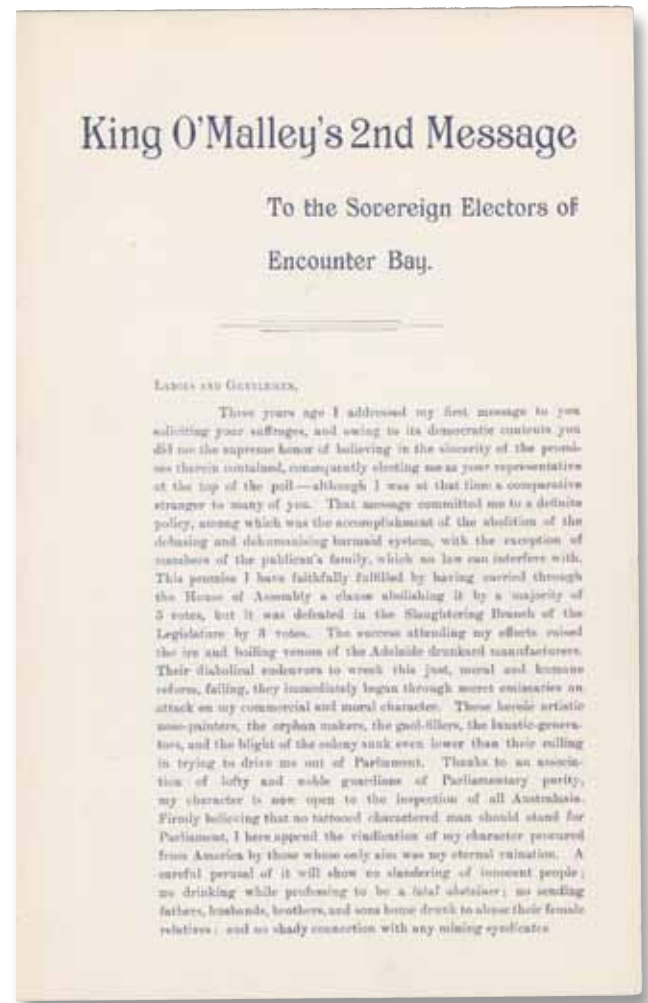 King O'Malley's 2nd Message
To the Sovereign Electors of
Encounter Bay.
LADIES AND GENTLEMEN,
Three years ago I addressed my first message to you
soliciting your suffrages, and owing to its democratic contents you
did me the supreme honor of believing in the sincerity of the promi-
ses therein contained, consequently electing me as your representative
at the top of the poll—although I was at that time a comparative
stranger to many of you. That message committed me to a definite
policy, among which was the accomplishment of the abolition of the
debasing and dehumanising barmaid system, with the exception of
members of the publican's family, which no law can interfere with.
This promise I have faithfully fulfilled by having carried through
the House of Assembly a clause abolishing it by a majority of
5 votes, but it was defeated in the Slaughtering Branch of the
Legislature by 3 votes. The success attending my efforts raised
the ire and boiling venom of the Adelaide drunkard manufacturers.
Their diabolical endeavors to wreck this just, moral and humane
reform, failing, they immediately began through secret emissaries an
attack on my commercial and moral character. These heroic artistic
nose-painters, the orphan makers, the gaol-fillers, the lunatic-genera-
tors, and the blight of the colony sunk even lower than their calling
in trying to drive me out of Parliament. Thanks to an associa-
tion of lofty and noble guardians of Parliamentary purity,
my character is now open to the inspection of all Australasia.
Firmly believing that no tattooed charactered man should stand for
Parliament, I here append the vindication of my character procured
from America by those whose only aim was my eternal ruination. A
careful perusal of it will show no slandering of innocent people;
no drinking while professing to be a total abstainer; no sending
fathers, husbands, brothers, and sons home drunk to abuse their female
relatives; and no shady connection with any mining syndicates